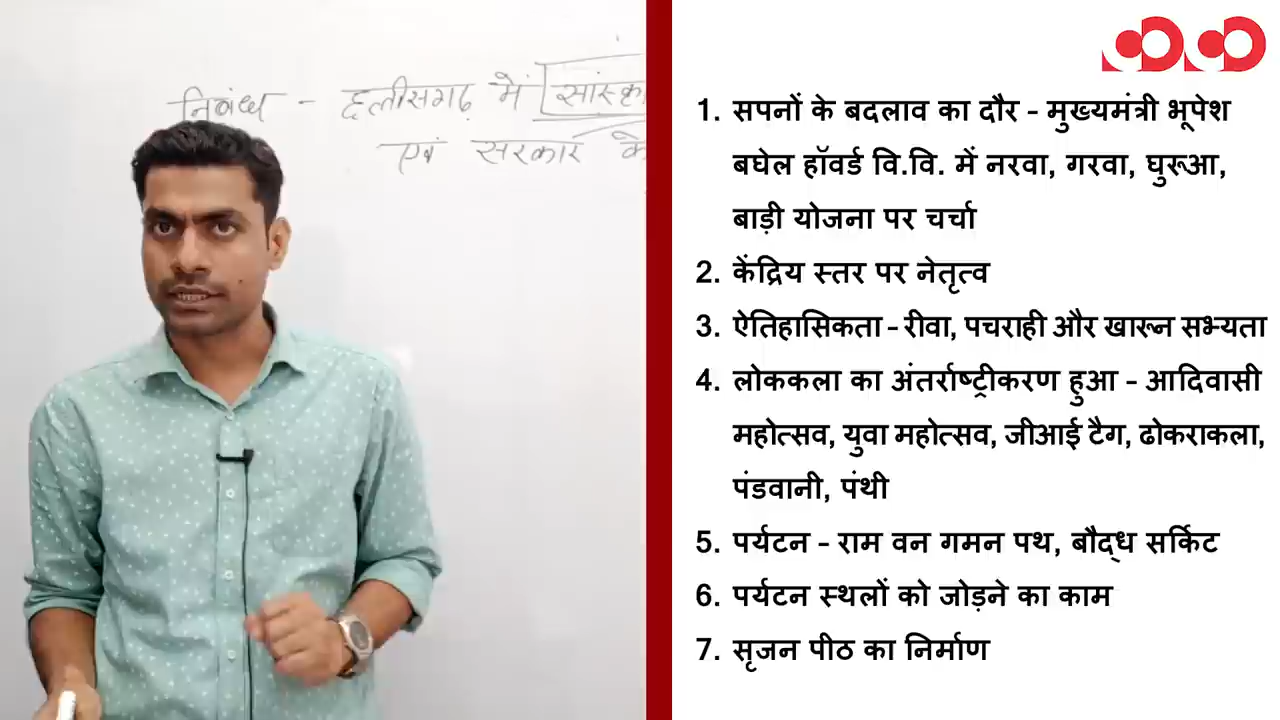 निबंध - छत्तीसगढ़ में
एवं सरकार के
1. सपनों के बदलाव का दौर – मुख्यमंत्री भूपेश
बघेल हॉवर्ड वि.वि. में नरवा, गरवा, घुरूआ,
बाड़ी योजना पर चर्चा
2. केंद्रिय स्तर पर नेतृत्व
3. ऐतिहासिकता – रीवा, पचराही और खारून सभ्यता
4. लोककला का अंतर्राष्ट्रीकरण हुआ – आदिवासी
महोत्सव, युवा महोत्सव, जीआई टैग, ढोकराकला,
पंडवानी, पंथी
5. पर्यटन – राम वन गमन पथ, बौद्ध सर्किट
6. पर्यटन स्थलों को जोड़ने का काम
7. सृजन पीठ का निर्माण